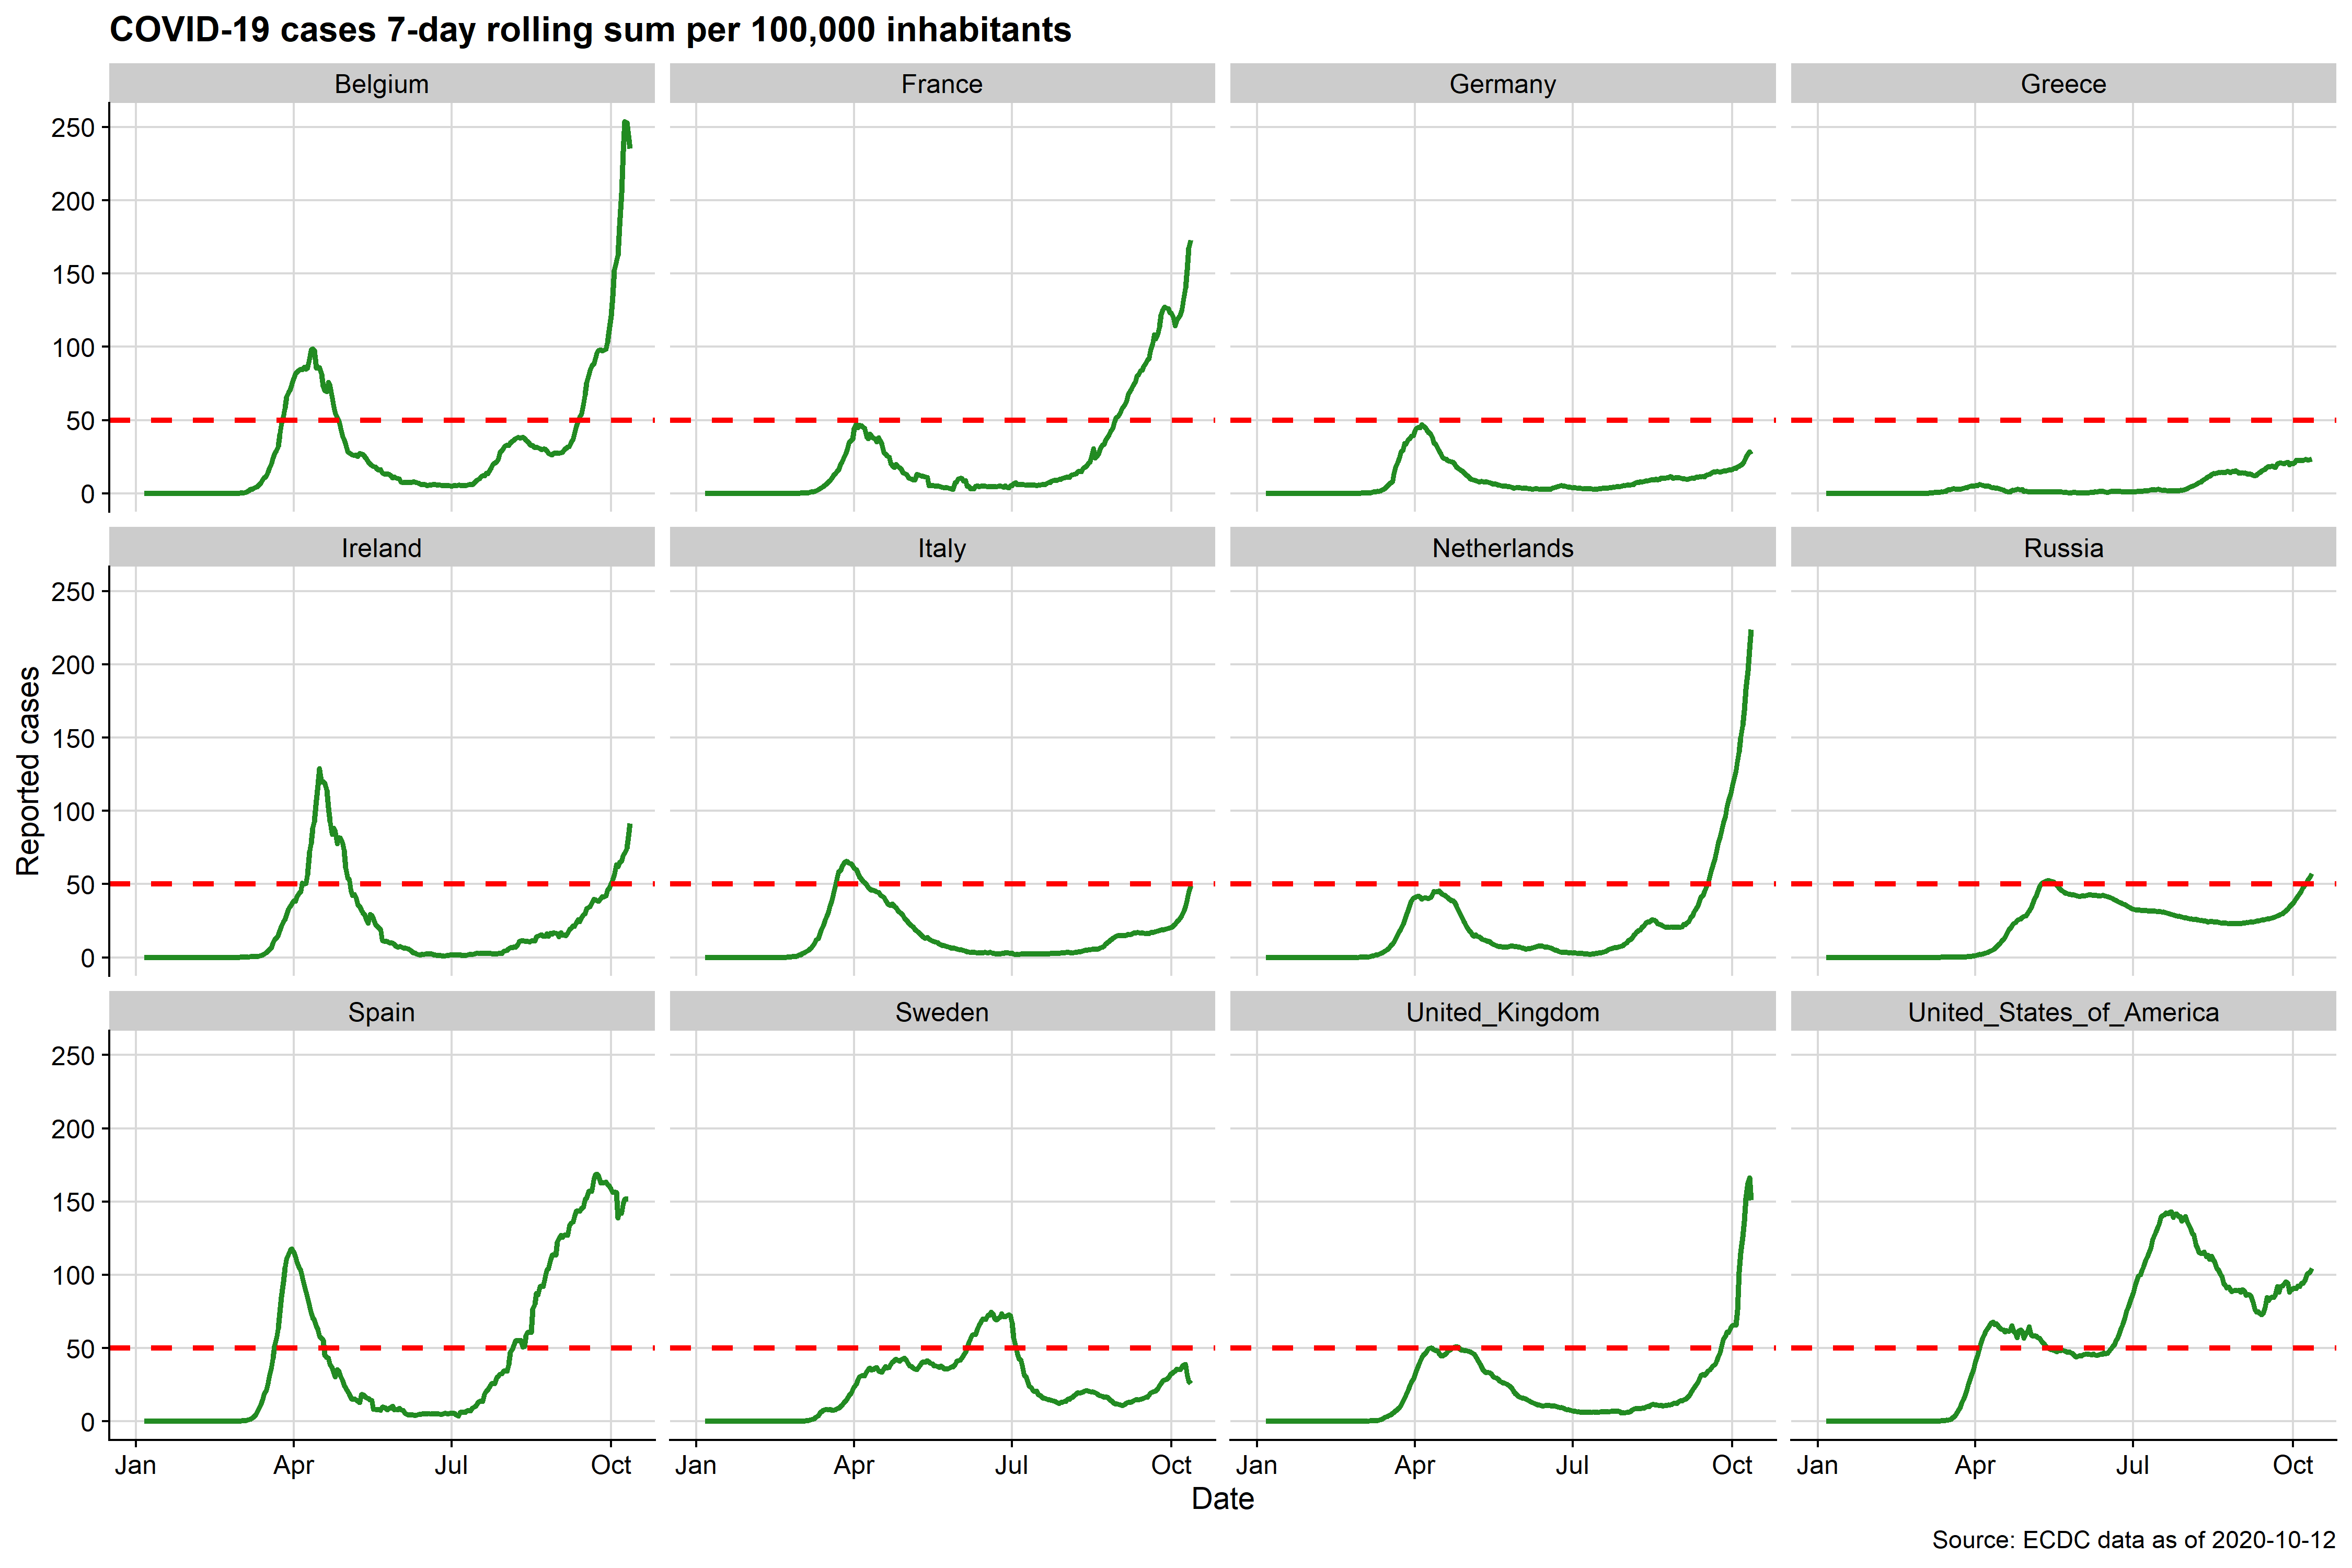 COVID-19 cases 7-day rolling sum per 100,000 inhabitants
Belgium France Germany Greece
250
200
150
100
50
0
Ireland Italy Netherlands Russia
250
200
150
100
50
0
Reported cases
Spain Sweden United_Kingdom United_States_of_America
250
200
150
100
50
0
Jan Apr Jul Oct Jan Apr Jul Oct Jan Apr Jul Oct Jan Apr Jul Oct
Date
Source: ECDC data as of 2020-10-12